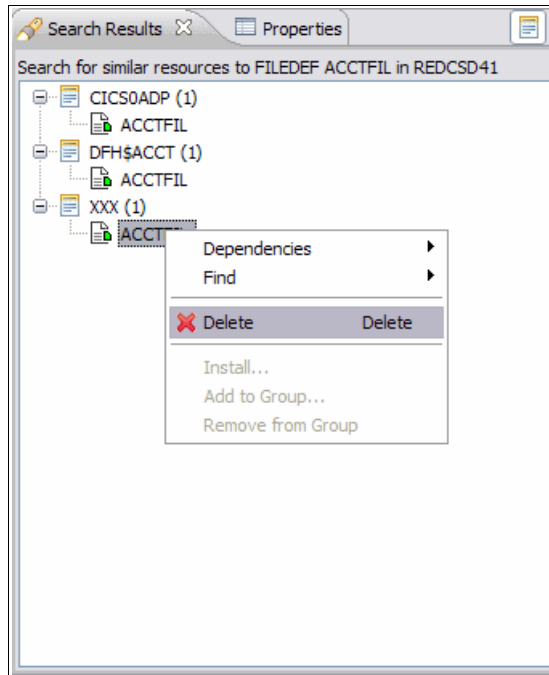 Search Results Properties
Search for similar resources to FILEDEF ACCTFIL in REDCSD41
CICS0ADP (1)
ACCTFIL
DFH$ACCT (1)
ACCTFIL
XXX (1)
ACCTFIL
Dependencies
Find
Delete Delete
Install...
Add to Group...
Remove from Group